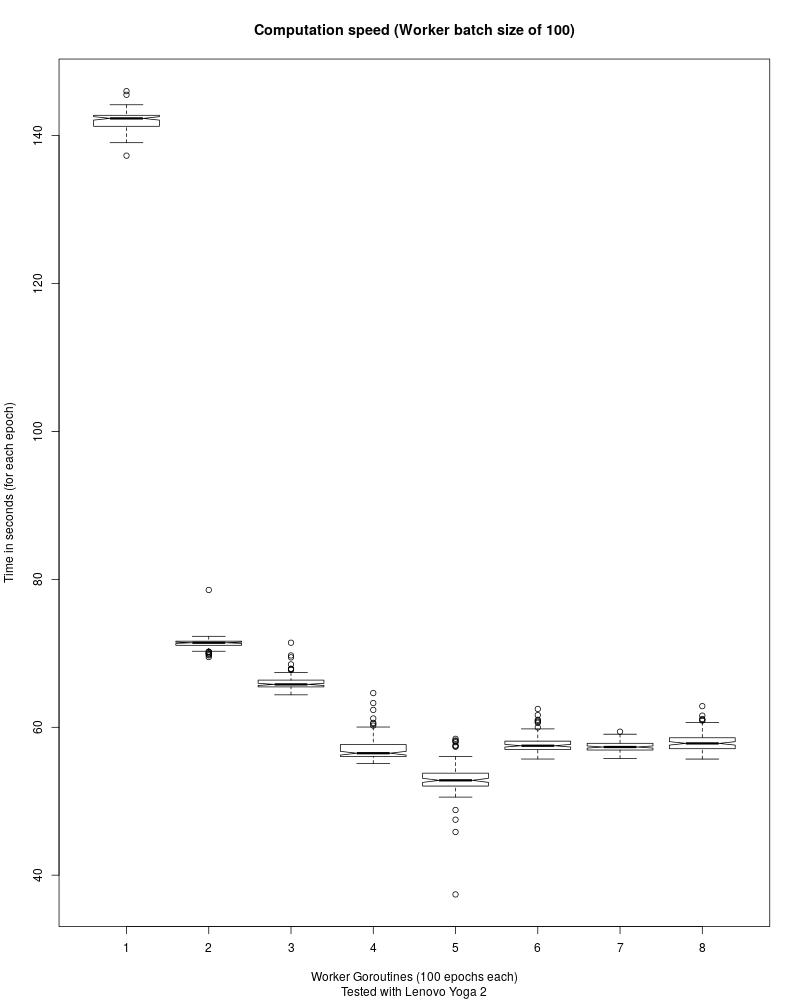 Computation speed (Worker batch size of 100)
Time in seconds (for each epoch)
140
120
100
80
60
40
1 2 3 4 5 6 7 8
Worker Goroutines (100 epochs each)
Tested with Lenovo Yoga 2